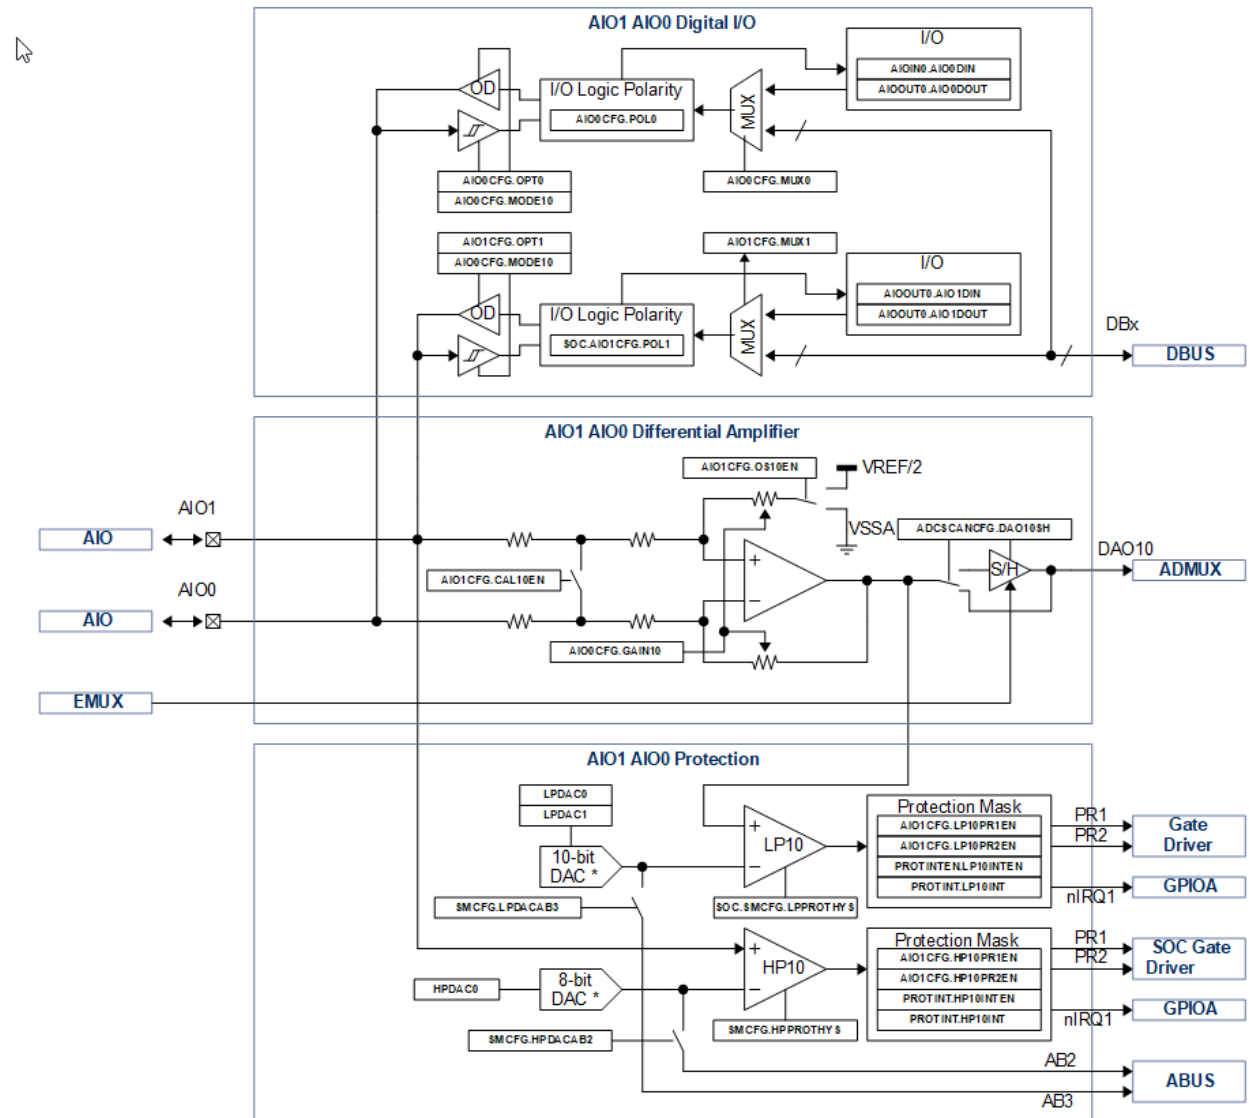 AIO1 AIO0 Digital I/O
I/O
AIOIN0.AIO0DIN
AIOOUT0.AIO0DOUT
OD
I/O Logic Polarity
AIO0CFG.POL0
MUX
AIO0CFG.OPT0
AIO0CFG.MODE10
AIO0CFG.MUX0
AIO1CFG.OPT1
AIO0CFG.MODE10
AIO1CFG.MUX1
I/O
AIOOUT0.AIO1DIN
AIOOUT0.AIO1DOUT
OD
I/O Logic Polarity
SOC.AIO1CFG.POL1
MUX
DBx
DBUS
AIO1 AIO0 Differential Amplifier
AIO1CFG.OS10EN
VREF/2
VSSA
ADCSCANCFG.DAO10SH
AIO1
AIO
+
S/H
DAO10
ADMUX
AIO1CFG.CAL10EN
AIO0
AIO
−
AIO0CFG.GAIN10
EMUX
AIO1 AIO0 Protection
LPDAC0
LPDAC1
10-bit
DAC *
+
LP10
−
Protection Mask
AIO1CFG.LP10PR1EN
AIO1CFG.LP10PR2EN
PROTINTEN.LP10INTEN
PROTINT.LP10INT
PR1
PR2
Gate
Driver
nIRQ1
GPIOA
SMCFG.LPDACAB3
SOC.SMCFG.LPPROTHYS
HPDAC0
8-bit
DAC *
+
HP10
−
Protection Mask
AIO1CFG.HP10PR1EN
AIO1CFG.HP10PR2EN
PROTINT.HP10INTEN
PROTINT.HP10INT
PR1
PR2
SOC Gate
Driver
nIRQ1
GPIOA
SMCFG.HPDACAB2
SMCFG.HPPROTHYS
AB2
AB3
ABUS